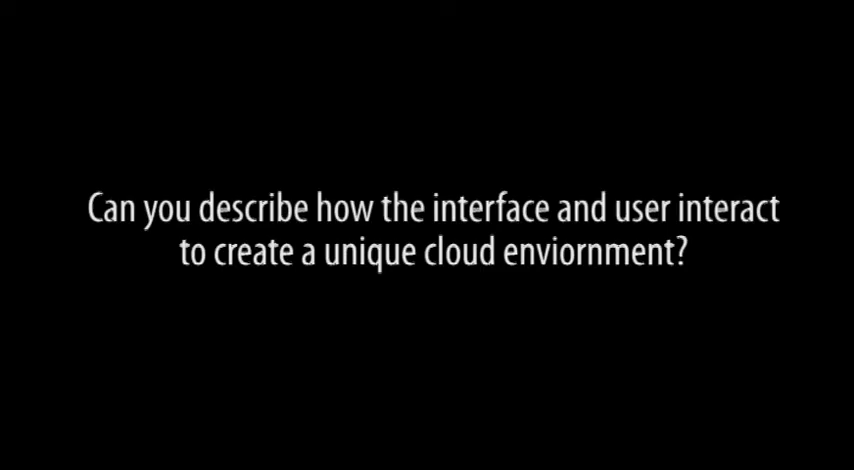 Can you describe how the interface and user interact
to create a unique cloud enviornment?